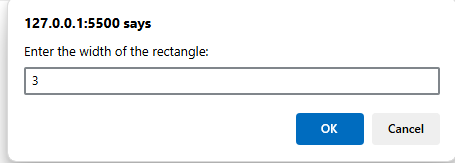 127.0.0.1:5500 says
Enter the width of the rectangle:
3
OK Cancel